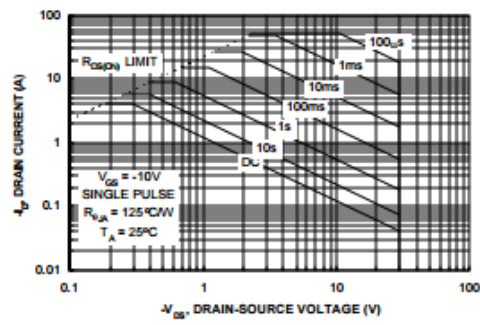 100
10
1
0.1
0.01
-I_D, DRAIN CURRENT (A)
R_DS(ON) LIMIT
100us
1ms
10ms
100ms
1s
10s
DC
V_GS = -10V
SINGLE PULSE
R_θJA = 125°C/W
T_A = 25°C
0.1
1
10
100
-V_DS, DRAIN-SOURCE VOLTAGE (V)